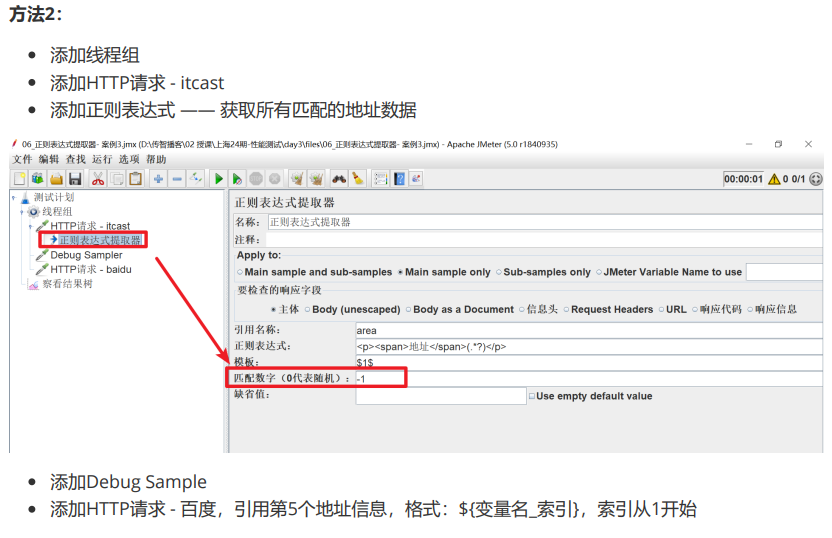 方法2：
添加线程组
添加HTTP请求 - itcast
添加正则表达式 —— 获取所有匹配的地址数据
06_正则表达式提取器- 案例3.jmx (D:\传智播客\02 授课\上海24期-性能测试\day3\files\06_正则表达式提取器- 案例3.jmx) - Apache JMeter (5.0 r1840935)
文件 编辑 查找 运行 选项 帮助
00:00:01 0 0/1
测试计划
线程组
HTTP请求 - itcast
正则表达式提取器
Debug Sampler
HTTP请求 - baidu
察看结果树
正则表达式提取器
名称： 正则表达式提取器
注释：
Apply to:
Main sample and sub-samples Main sample only Sub-samples only JMeter Variable Name to use
要检查的响应字段
主体 Body (unescaped) Body as a Document 信息头 Request Headers URL 响应代码 响应信息
引用名称： area
正则表达式： <p><span>地址</span>(.*?)</p>
模板： $1$
匹配数字（0代表随机）： -1
缺省值： Use empty default value
添加Debug Sample
添加HTTP请求 - 百度，引用第5个地址信息，格式：${变量名_索引}，索引从1开始